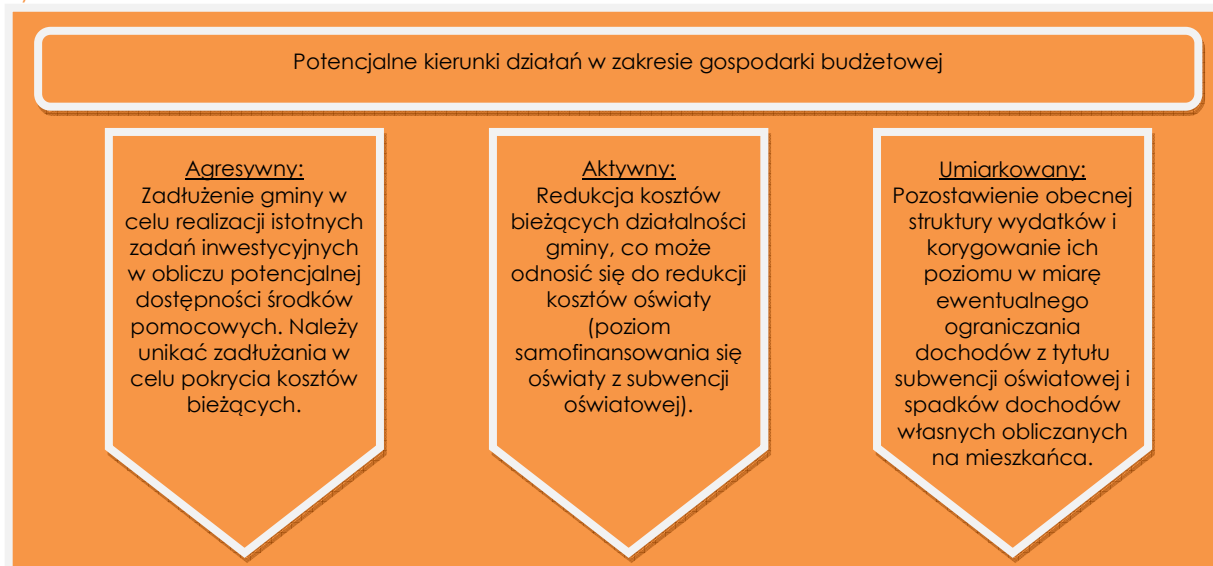 Potencjalne kierunki działań w zakresie gospodarki budżetowej
Agresywny:
Zadłużenie gminy w
celu realizacji istotnych
zadań inwestycyjnych
w obliczu potencjalnej
dostępności środków
pomocowych. Należy
unikać zadłużania w
celu pokrycia kosztów
bieżących.
Aktywny:
Redukcja kosztów
bieżących działalności
gminy, co może
odnosić się do redukcji
kosztów oświaty
(poziom
samofinansowania się
oświaty z subwencji
oświatowej).
Umiarkowany:
Pozostawienie obecnej
struktury wydatków i
korygowanie ich
poziomu w miarę
ewentualnego
ograniczania
dochodów z tytułu
subwencji oświatowej i
spadków dochodów
własnych obliczanych
na mieszkańca.